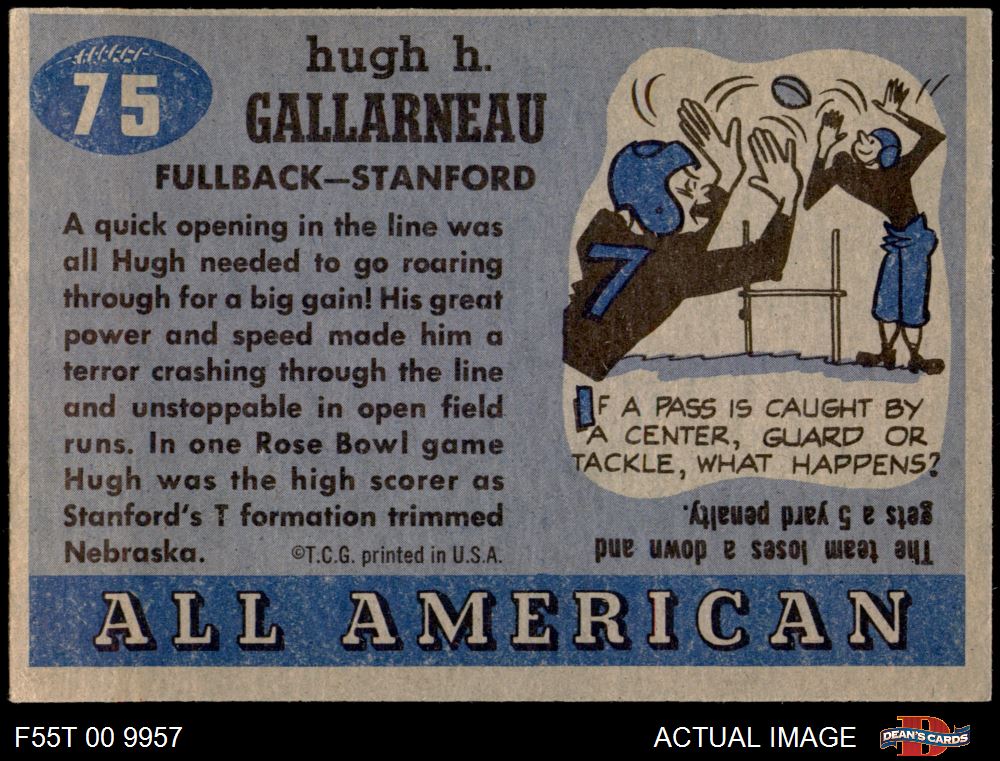 75
hugh h.
GALLARNEAU
FULLBACK—STANFORD
A quick opening in the line was
all Hugh needed to go roaring
through for a big gain! His great
power and speed made him a
terror crashing through the line
and unstoppable in open field
runs. In one Rose Bowl game
Hugh was the high scorer as
Stanford's T formation trimmed
Nebraska. ©T.C.G. printed in U.S.A.
7
IF A PASS IS CAUGHT BY
A CENTER, GUARD OR
TACKLE, WHAT HAPPENS?
The team loses a down and
gets a 5 yard penalty.
ALL AMERICAN
F55T 00 9957
ACTUAL IMAGE
D
DEAN'S CARDS